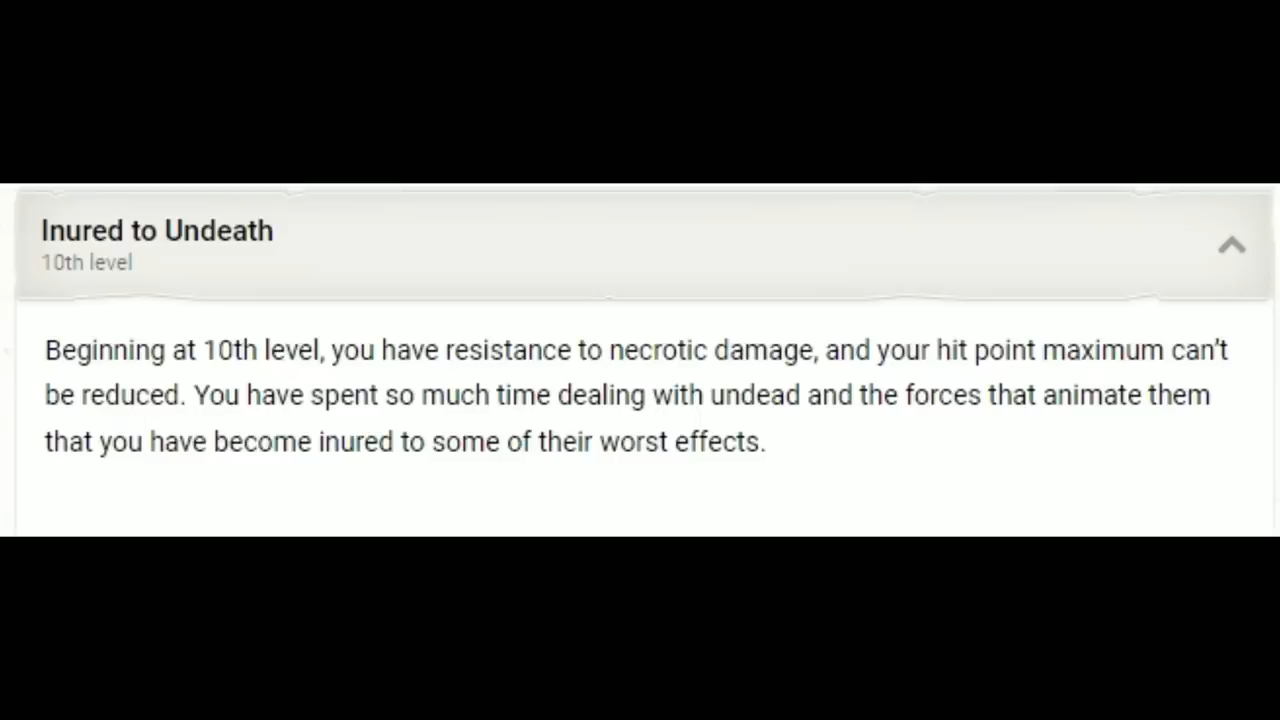 Inured to Undeath
10th level
Beginning at 10th level, you have resistance to necrotic damage, and your hit point maximum can't
be reduced. You have spent so much time dealing with undead and the forces that animate them
that you have become inured to some of their worst effects.